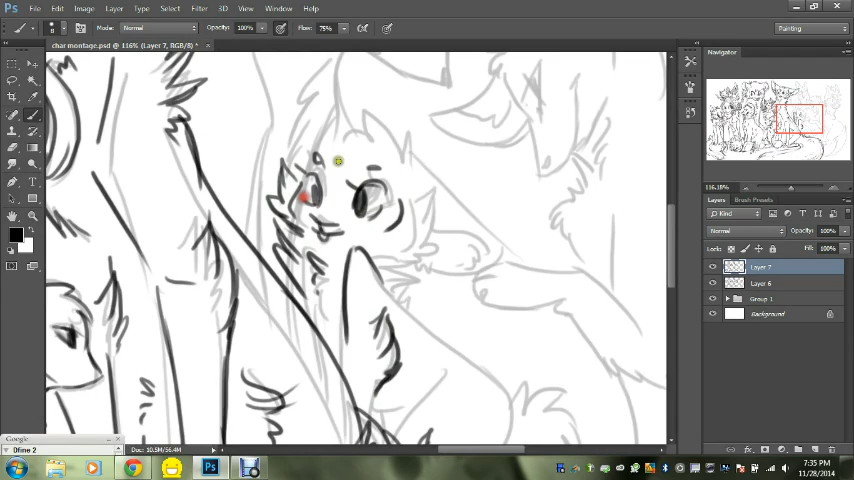 Ps File Edit Image Layer Type Select Filter 3D View Window Help
8 Mode: Normal Opacity: 100% Flow: 75% Painting
char montage.psd @ 116% (Layer 7, RGB/8) * ×
Navigator
116.18%
Layers Brush Presets
Kind
Normal Opacity: 100%
Lock: Fill: 100%
Layer 7
Layer 6
Group 1
Background
Google
Dfine 2
Doc: 10.5M/56.4M
7:35 PM
11/28/2014